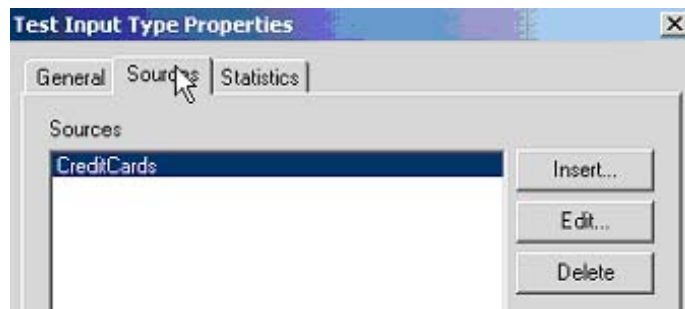 Test Input Type Properties
General Sources Statistics
Sources
CreditCards
Insert...
Edit...
Delete